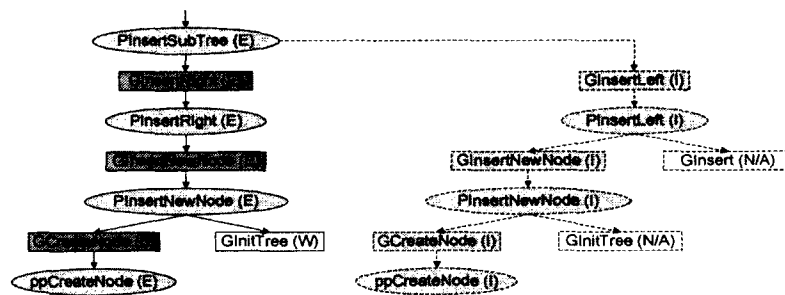 PInsertSubTree (E)
GInsertLeft (I)
PInsertRight (E)
PInsertLeft (I)
GInsertNewNode (I)
GInsert (N/A)
PInsertNewNode (E)
PInsertNewNode (I)
GInitTree (W)
GCreateNode (I)
GInitTree (N/A)
ppCreateNode (E)
ppCreateNode (I)